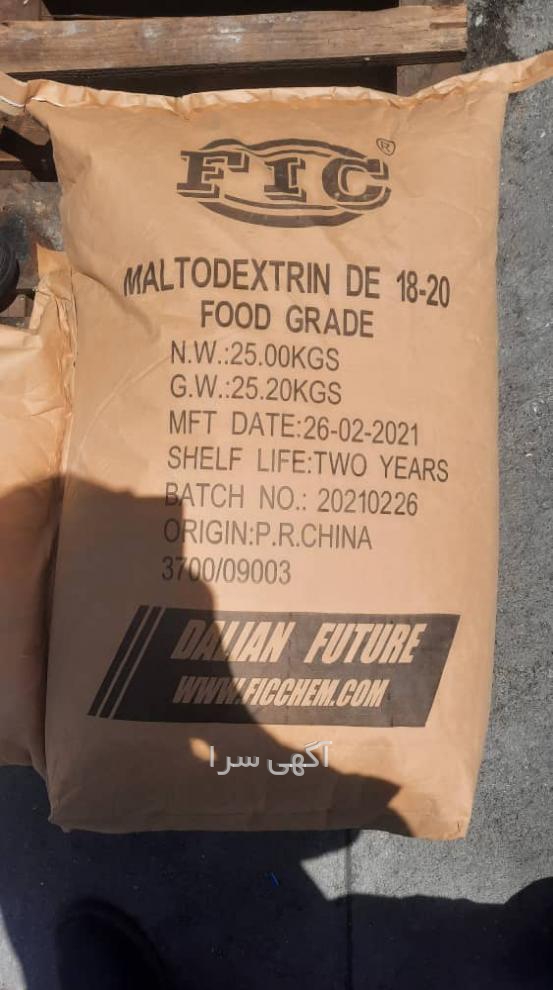 FIC®
MALTODEXTRIN DE 18-20
FOOD GRADE
N.W.:25.00KGS
G.W.:25.20KGS
MFT DATE:26-02-2021
SHELF LIFE:TWO YEARS
BATCH NO.: 20210226
ORIGIN:P.R.CHINA
3700/09003
DALIAN FUTURE
WWW.FICCHEM.COM
آگهی سرا